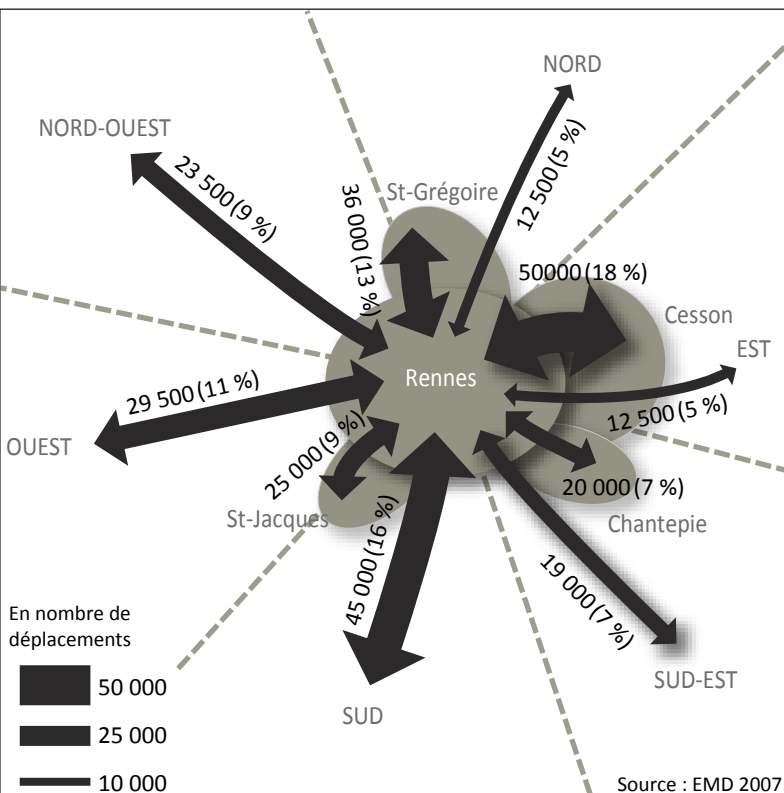 NORD
NORD-OUEST
23 500 (9 %)
12 500 (5 %)
St-Grégoire
36 000 (13 %)
50000 (18 %)
Cesson
EST
Rennes
29 500 (11 %)
12 500 (5 %)
OUEST
25 000 (9 %)
20 000 (7 %)
St-Jacques
Chantepie
45 000 (16 %)
19 000 (7 %)
SUD-EST
SUD
En nombre de
déplacements
50 000
25 000
10 000
Source : EMD 2007